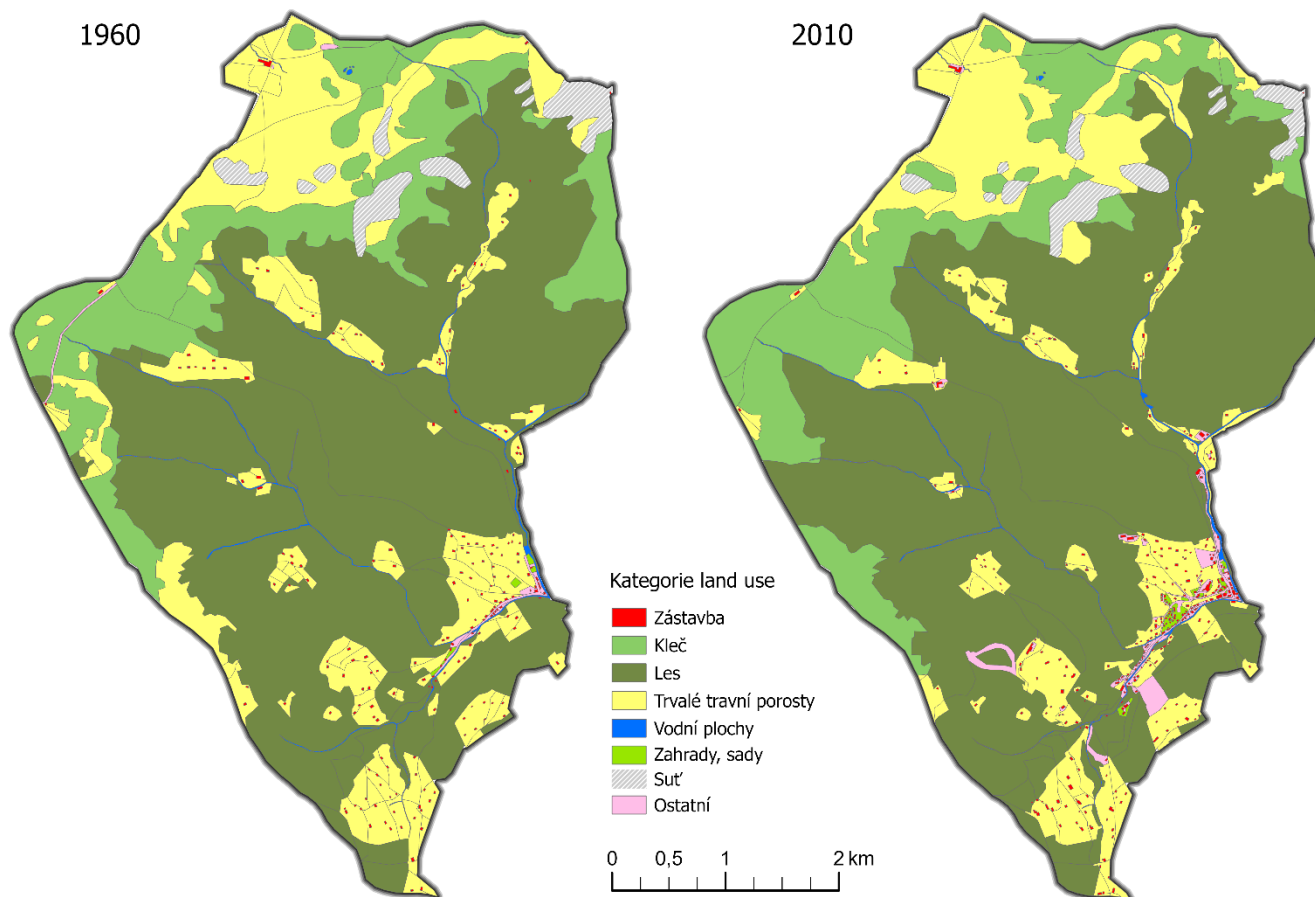 1960
2010
Kategorie land use
Zástavba
Kleč
Les
Trvalé travní porosty
Vodní plochy
Zahrady, sady
Suť
Ostatní
0 0,5 1 2 km